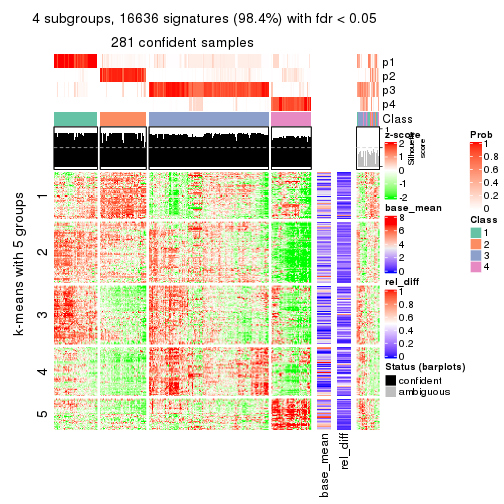 4 subgroups, 16636 signatures (98.4%) with fdr < 0.05
281 confident samples
p1
p2
p3
p4
Class
1
Silhouette
score
k-means with 5 groups
1
2
3
4
5
base_mean
rel_diff
z-score
2
1
0
-1
-2
base_mean
8
6
4
2
0
rel_diff
1
0.8
0.6
0.4
0.2
0
Status (barplots)
confident
ambiguous
Prob
1
0.8
0.6
0.4
0.2
0
Class
1
2
3
4